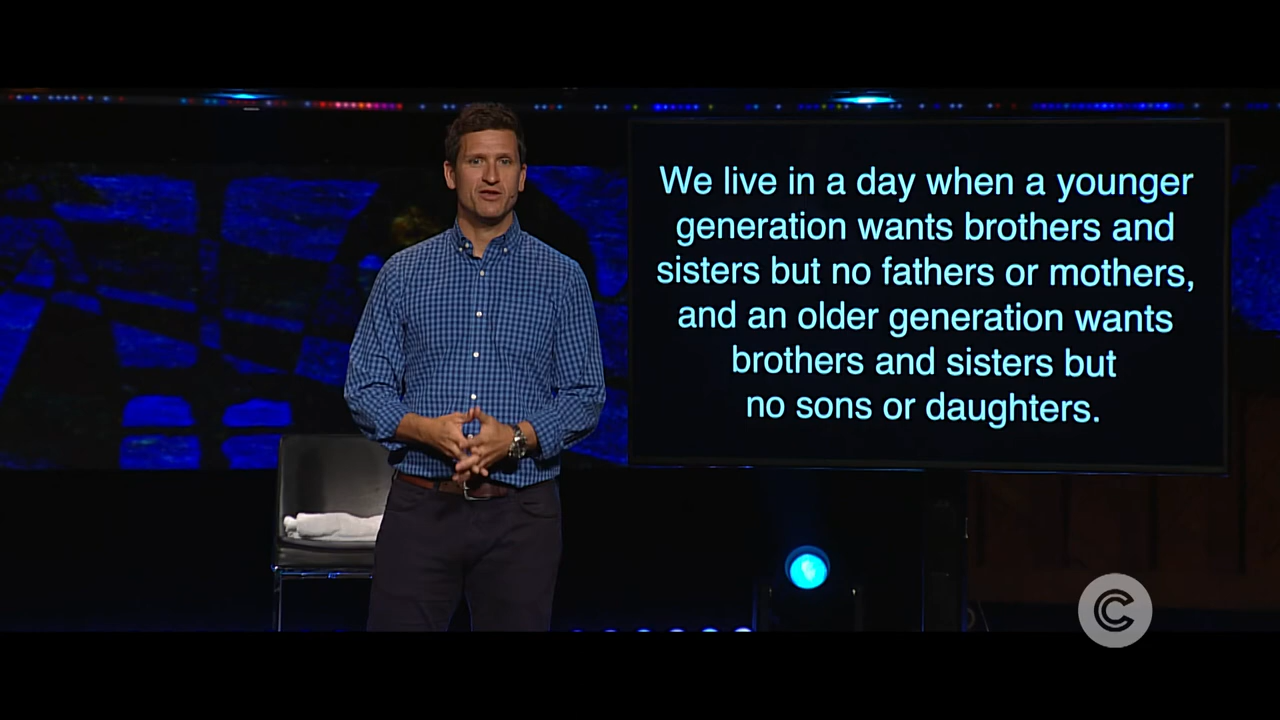 We live in a day when a younger
generation wants brothers and
sisters but no fathers or mothers,
and an older generation wants
brothers and sisters but
no sons or daughters.